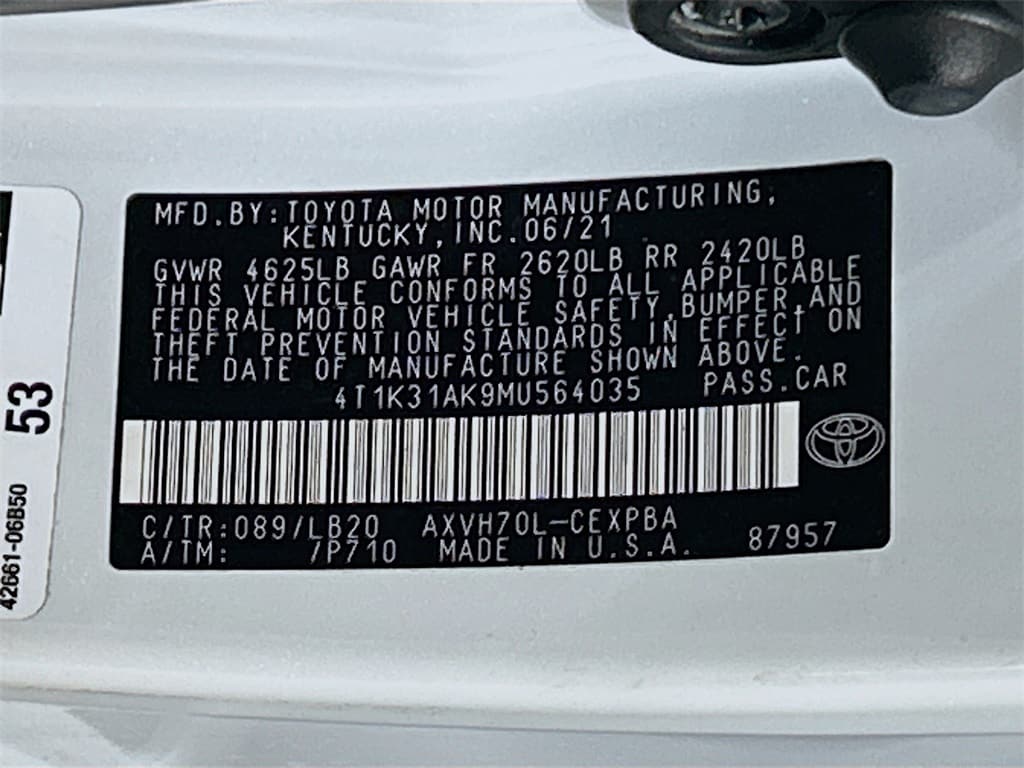 MFD.BY:TOYOTA MOTOR MANUFACTURING,
KENTUCKY,INC.06/21
GVWR 4625LB GAWR FR 2620LB RR 2420LB
THIS VEHICLE CONFORMS TO ALL APPLICABLE
FEDERAL MOTOR VEHICLE SAFETY,BUMPER,AND
THEFT PREVENTION STANDARDS IN EFFECT ON
THE DATE OF MANUFACTURE SHOWN ABOVE.
4T1K31AK9MU564035 PASS.CAR
C/TR:089/LB20 AXVH70L-CEXPBA
A/TM: /P710 MADE IN U.S.A. 87957
53
42661-06B50